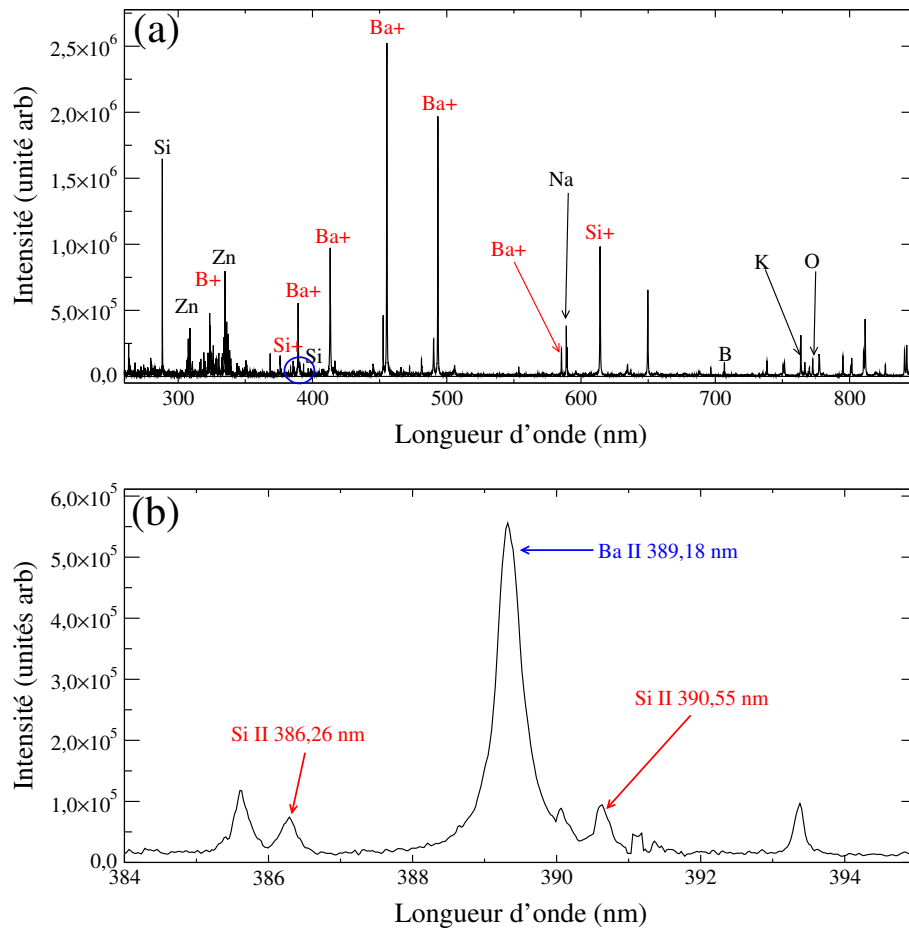 (a)
Intensité (unité arb)
2,5×10⁶
2,0×10⁶
1,5×10⁶
1,0×10⁶
5,0×10⁵
0,0
Si
Zn
B+
Zn
Si+
Ba+
Si
Ba+
Ba+
Ba+
Ba+
Na
Si+
B
K
O
300 400 500 600 700 800
Longueur d'onde (nm)
(b)
Intensité (unités arb)
6,0×10⁵
5,0×10⁵
4,0×10⁵
3,0×10⁵
2,0×10⁵
1,0×10⁵
0,0
Ba II 389,18 nm
Si II 390,55 nm
Si II 386,26 nm
384 386 388 390 392 394
Longueur d'onde (nm)